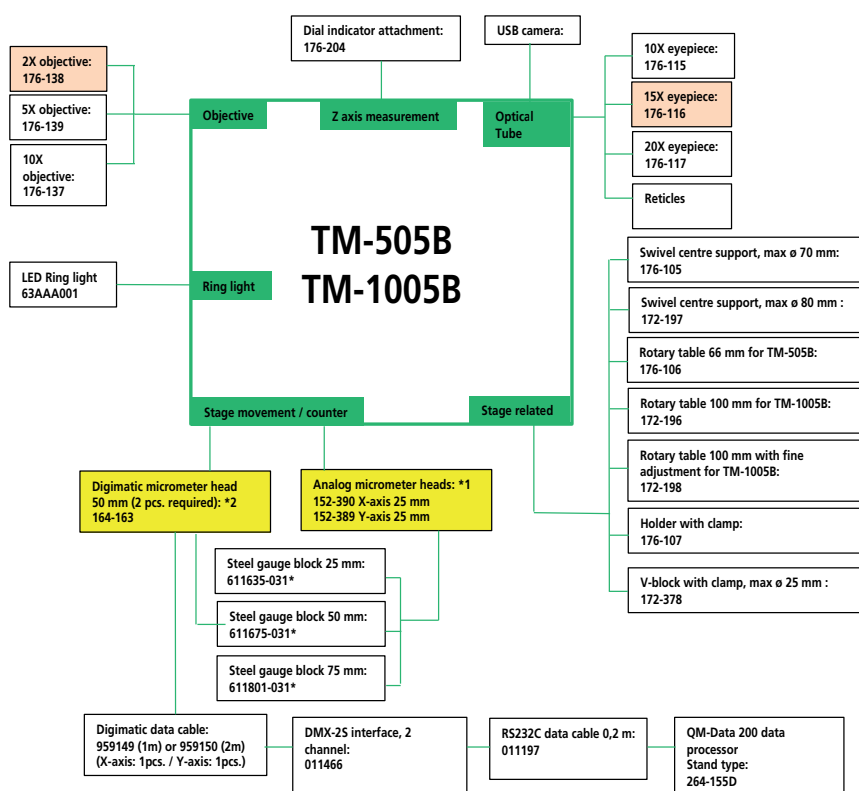 Dial indicator attachment:
176-204
USB camera:
2X objective:
176-138
5X objective:
176-139
10X
objective:
176-137
10X eyepiece:
176-115
15X eyepiece:
176-116
20X eyepiece:
176-117
Reticles
Objective
Z axis measurement
Optical
Tube
TM-505B
TM-1005B
LED Ring light
63AAA001
Ring light
Swivel centre support, max ø 70 mm:
176-105
Swivel centre support, max ø 80 mm :
172-197
Rotary table 66 mm for TM-505B:
176-106
Rotary table 100 mm for TM-1005B:
172-196
Rotary table 100 mm with fine
adjustment for TM-1005B:
172-198
Holder with clamp:
176-107
V-block with clamp, max ø 25 mm :
172-378
Stage movement / counter
Stage related
Digimatic micrometer head
50 mm (2 pcs. required): *2
164-163
Analog micrometer heads: *1
152-390 X-axis 25 mm
152-389 Y-axis 25 mm
Steel gauge block 25 mm:
611635-031*
Steel gauge block 50 mm:
611675-031*
Steel gauge block 75 mm:
611801-031*
Digimatic data cable:
959149 (1m) or 959150 (2m)
(X-axis: 1pcs. / Y-axis: 1pcs.)
DMX-2S interface, 2
channel:
011466
RS232C data cable 0,2 m:
011197
QM-Data 200 data
processor
Stand type:
264-155D